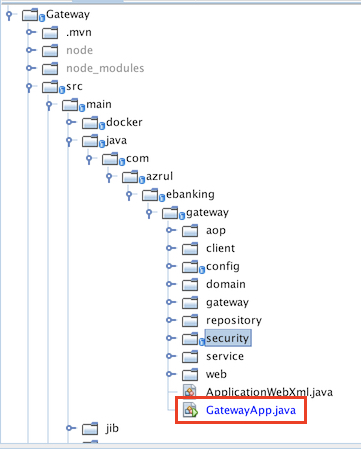 Gateway
.mvn
node
node_modules
src
main
docker
java
com
azrul
ebanking
gateway
aop
client
config
domain
gateway
repository
security
service
web
ApplicationWebXml.java
GatewayApp.java
jib